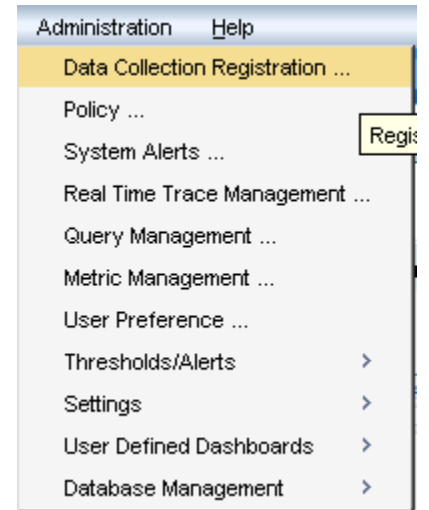 Administration Help
Data Collection Registration ...
Policy ...
System Alerts ...
Real Time Trace Management ...
Query Management ...
Metric Management ...
User Preference ...
Thresholds/Alerts
Settings
User Defined Dashboards
Database Management